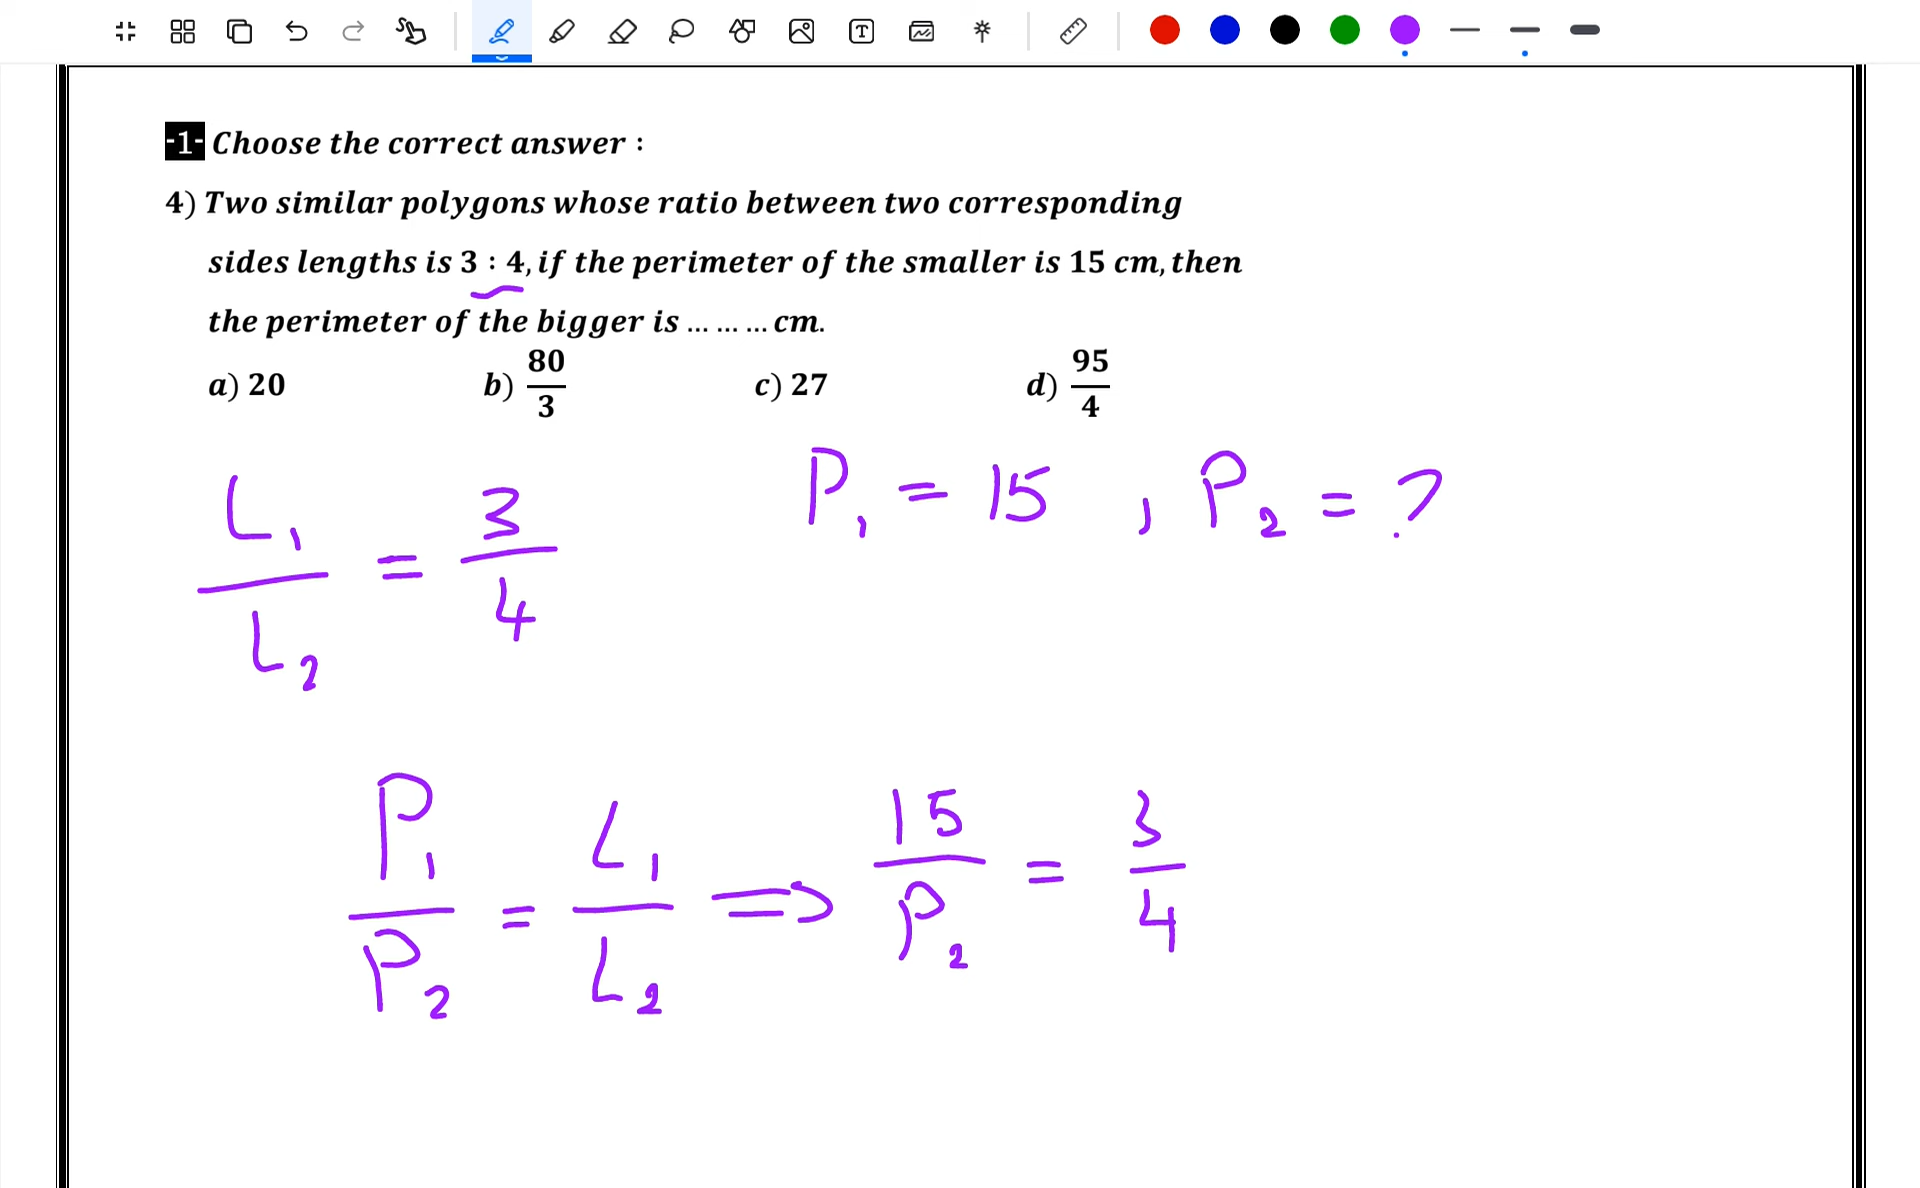 -1- Choose the correct answer :
4) Two similar polygons whose ratio between two corresponding
sides lengths is 3 : 4, if the perimeter of the smaller is 15 cm, then
the perimeter of the bigger is ... ... ... cm.
a) 20 b) 80/3 c) 27 d) 95/4
L₁/L₂ = 3/4 P₁ = 15 , P₂ = ?
P₁/P₂ = L₁/L₂ ⇒ 15/P₂ = 3/4